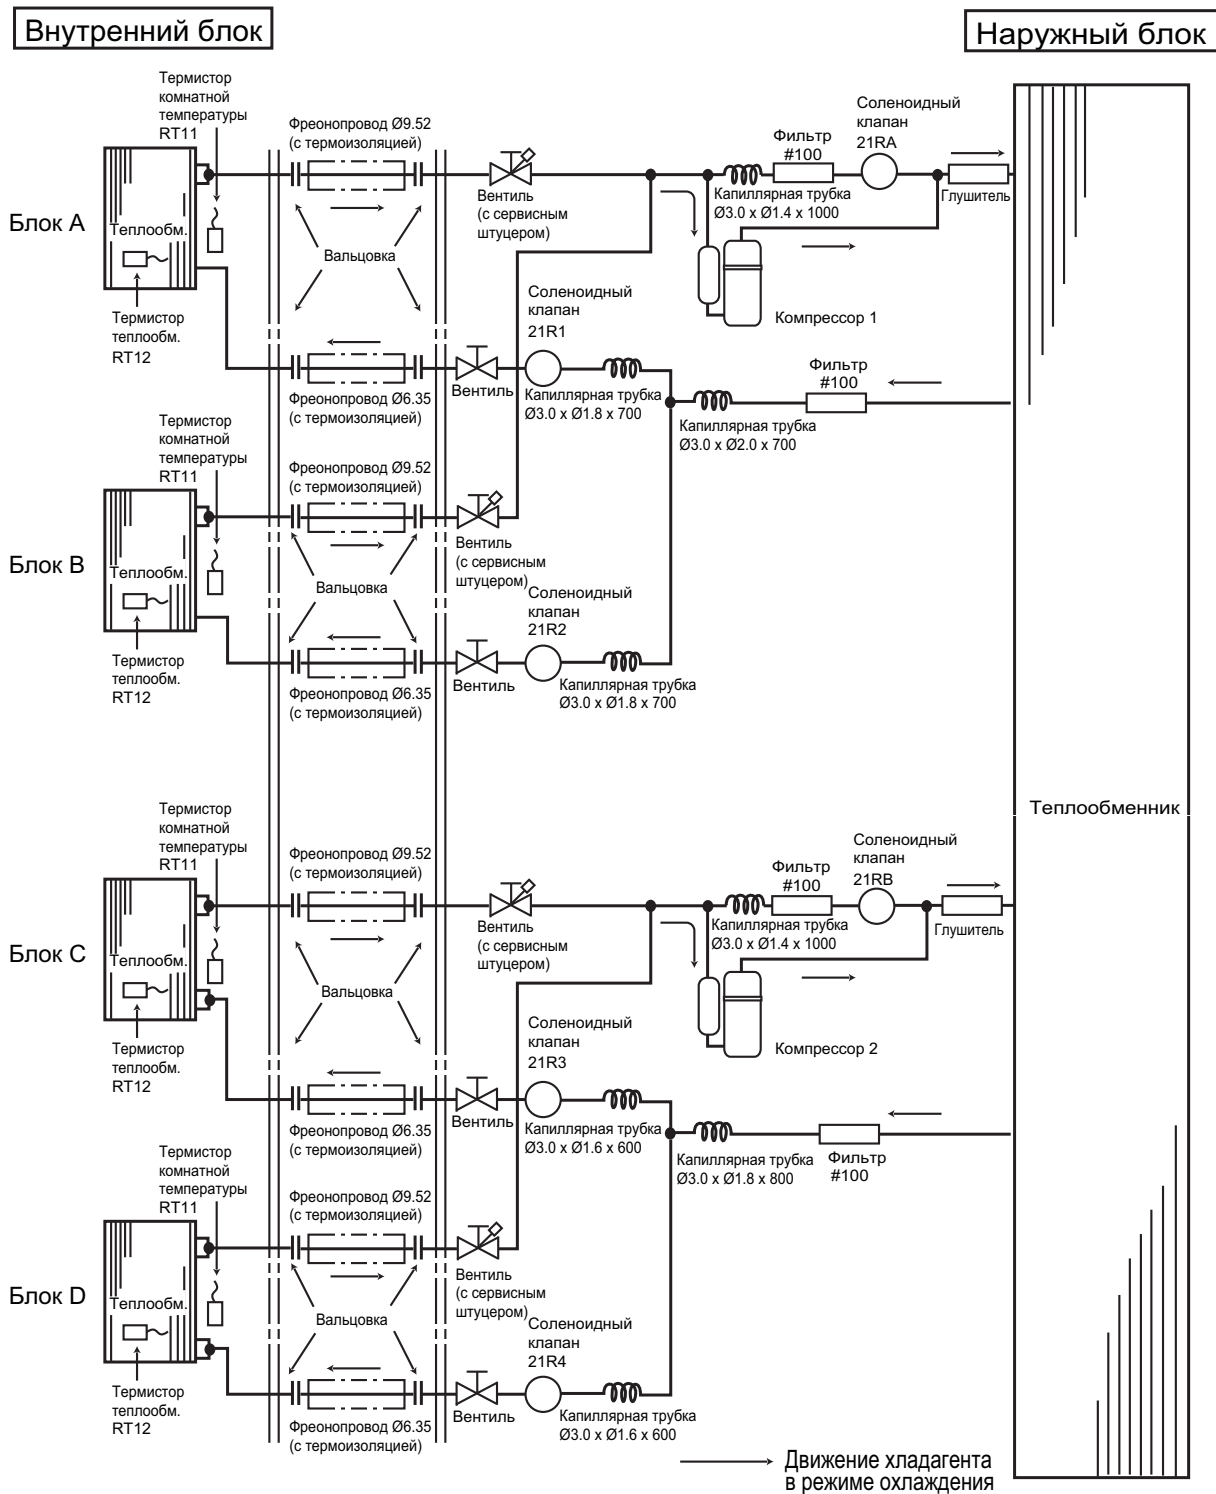 Внутренний блок
Наружный блок
Термистор
комнатной
температуры
RT11
Фреонопровод Ø9.52
(с термоизоляцией)
Соленоидный
клапан
21RA
Фильтр
#100
Вентиль
(с сервисным
штуцером)
Капиллярная трубка
Ø3.0 x Ø1.4 x 1000
Глушитель
Блок A
Теплообм.
Вальцовка
Термистор
теплообм.
RT12
Соленоидный
клапан
21R1
Компрессор 1
Фильтр
#100
Вентиль
Фреонопровод Ø6.35
(с термоизоляцией)
Капиллярная трубка
Ø3.0 x Ø1.8 x 700
Капиллярная трубка
Ø3.0 x Ø2.0 x 700
Термистор
комнатной
температуры
RT11
Фреонопровод Ø9.52
(с термоизоляцией)
Вентиль
(с сервисным
штуцером)
Блок B
Теплообм.
Вальцовка
Соленоидный
клапан
21R2
Термистор
теплообм.
RT12
Вентиль
Фреонопровод Ø6.35
(с термоизоляцией)
Капиллярная трубка
Ø3.0 x Ø1.8 x 700
Теплообменник
Термистор
комнатной
температуры
RT11
Фреонопровод Ø9.52
(с термоизоляцией)
Соленоидный
клапан
21RB
Фильтр
#100
Вентиль
(с сервисным
штуцером)
Капиллярная трубка
Ø3.0 x Ø1.4 x 1000
Глушитель
Блок C
Теплообм.
Вальцовка
Термистор
теплообм.
RT12
Соленоидный
клапан
21R3
Компрессор 2
Вентиль
Фреонопровод Ø6.35
(с термоизоляцией)
Капиллярная трубка
Ø3.0 x Ø1.6 x 600
Капиллярная трубка
Ø3.0 x Ø1.8 x 800
Фильтр
#100
Термистор
комнатной
температуры
RT11
Фреонопровод Ø9.52
(с термоизоляцией)
Вентиль
(с сервисным
штуцером)
Блок D
Теплообм.
Вальцовка
Соленоидный
клапан
21R4
Термистор
теплообм.
RT12
Вентиль
Фреонопровод Ø6.35
(с термоизоляцией)
Капиллярная трубка
Ø3.0 x Ø1.6 x 600
Движение хладагента
в режиме охлаждения